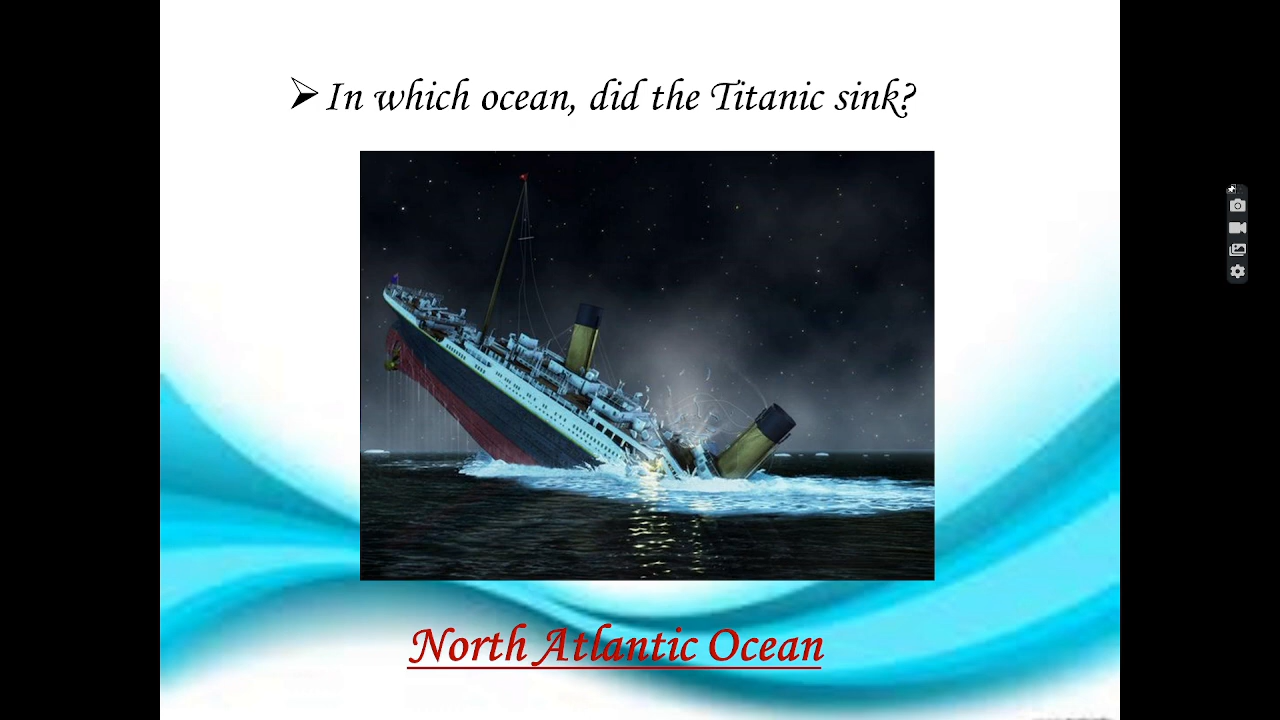 ➢ In which ocean, did the Titanic sink?
North Atlantic Ocean